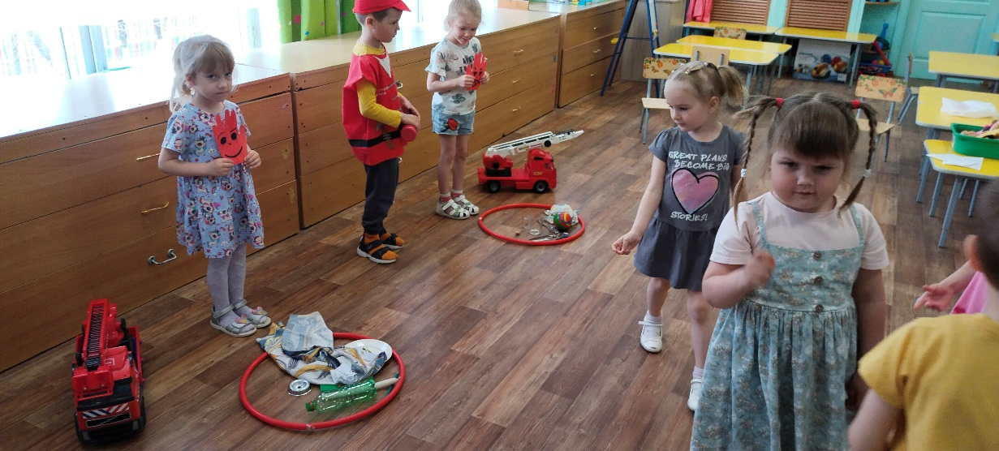 GREAT PLANS
BECOME BIG
STORIES!